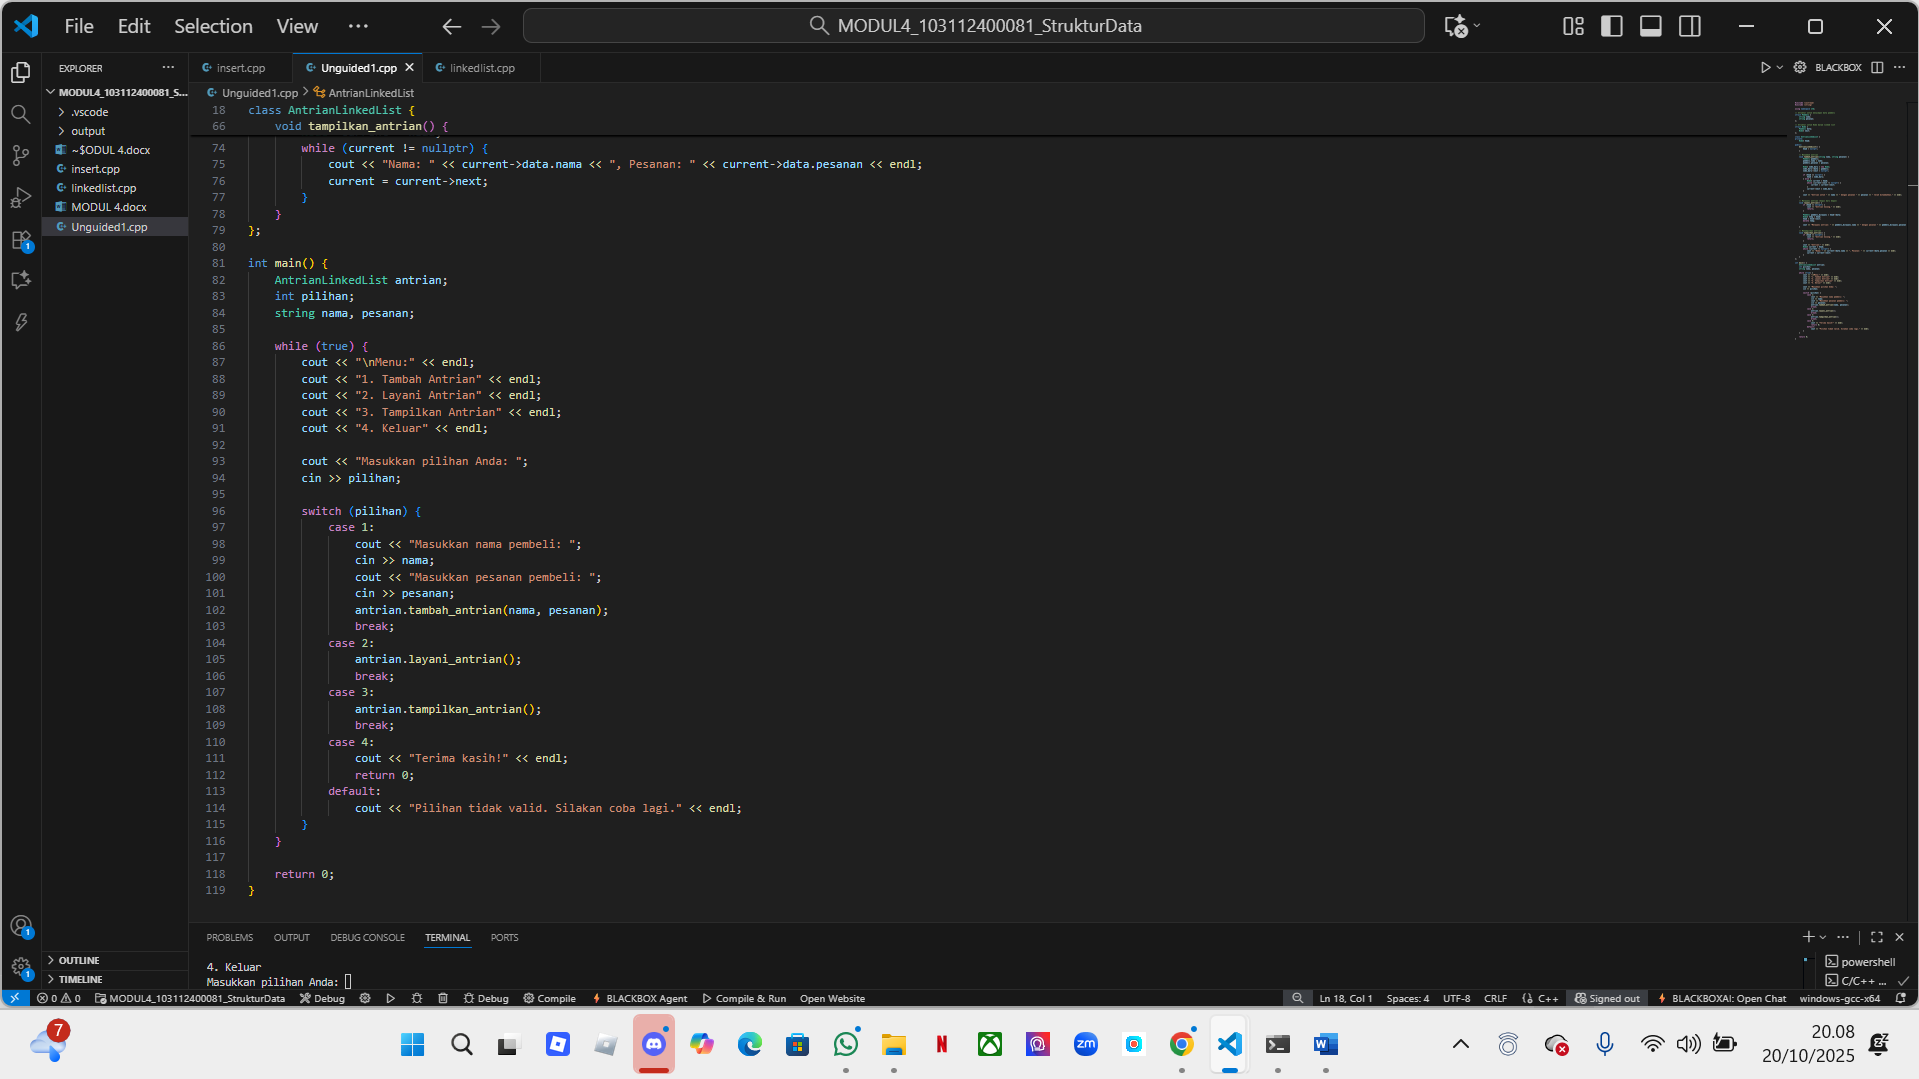 File Edit Selection View
MODUL4_103112400081_StrukturData
EXPLORER
MODUL4_103112400081_S...
.vscode
output
~$ODUL 4.docx
insert.cpp
linkedlist.cpp
MODUL 4.docx
Unguided1.cpp
OUTLINE
TIMELINE
insert.cpp Unguided1.cpp linkedlist.cpp BLACKBOX
Unguided1.cpp > AntrianLinkedList
18 class AntrianLinkedList {
66 void tampilkan_antrian() {
74 while (current != nullptr) {
75 cout << "Nama: " << current->data.nama << ", Pesanan: " << current->data.pesanan << endl;
76 current = current->next;
77 }
78 }
79 };
80
81 int main() {
82 AntrianLinkedList antrian;
83 int pilihan;
84 string nama, pesanan;
85
86 while (true) {
87 cout << "\nMenu:" << endl;
88 cout << "1. Tambah Antrian" << endl;
89 cout << "2. Layani Antrian" << endl;
90 cout << "3. Tampilkan Antrian" << endl;
91 cout << "4. Keluar" << endl;
92
93 cout << "Masukkan pilihan Anda: ";
94 cin >> pilihan;
95
96 switch (pilihan) {
97 case 1:
98 cout << "Masukkan nama pembeli: ";
99 cin >> nama;
100 cout << "Masukkan pesanan pembeli: ";
101 cin >> pesanan;
102 antrian.tambah_antrian(nama, pesanan);
103 break;
104 case 2:
105 antrian.layani_antrian();
106 break;
107 case 3:
108 antrian.tampilkan_antrian();
109 break;
110 case 4:
111 cout << "Terima kasih!" << endl;
112 return 0;
113 default:
114 cout << "Pilihan tidak valid. Silakan coba lagi." << endl;
115 }
116 }
117
118 return 0;
119 }
PROBLEMS OUTPUT DEBUG CONSOLE TERMINAL PORTS
4. Keluar
Masukkan pilihan Anda:
powershell
C/C++ ...
0 0 MODUL4_103112400081_StrukturData Debug Debug Compile BLACKBOX Agent Compile & Run Open Website Ln 18, Col 1 Spaces: 4 UTF-8 CRLF {} C++ Signed out BLACKBOXAI: Open Chat windows-gcc-x64
7
zm
20.08
20/10/2025